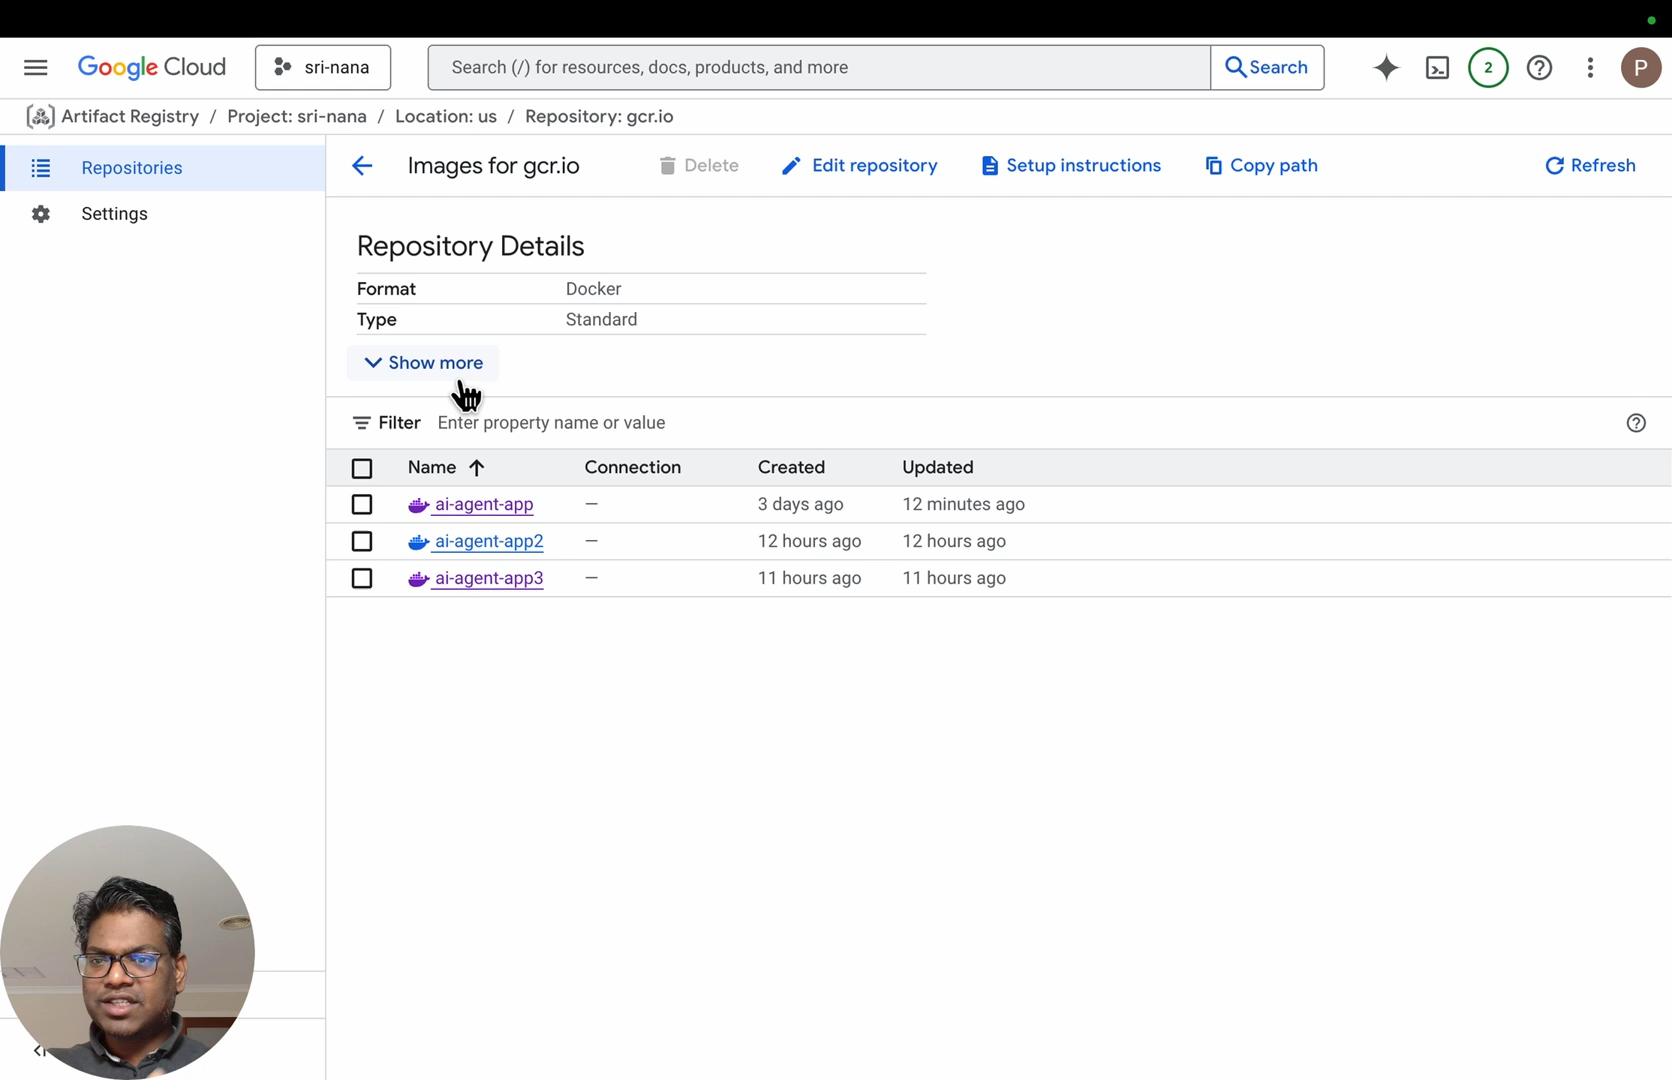 Google Cloud
sri-nana
Search (/) for resources, docs, products, and more
Search
2
P
Artifact Registry / Project: sri-nana / Location: us / Repository: gcr.io
Repositories
Settings
Images for gcr.io
Delete
Edit repository
Setup instructions
Copy path
Refresh
Repository Details
Format Docker
Type Standard
Show more
Filter Enter property name or value
Name Connection Created Updated
ai-agent-app – 3 days ago 12 minutes ago
ai-agent-app2 – 12 hours ago 12 hours ago
ai-agent-app3 – 11 hours ago 11 hours ago